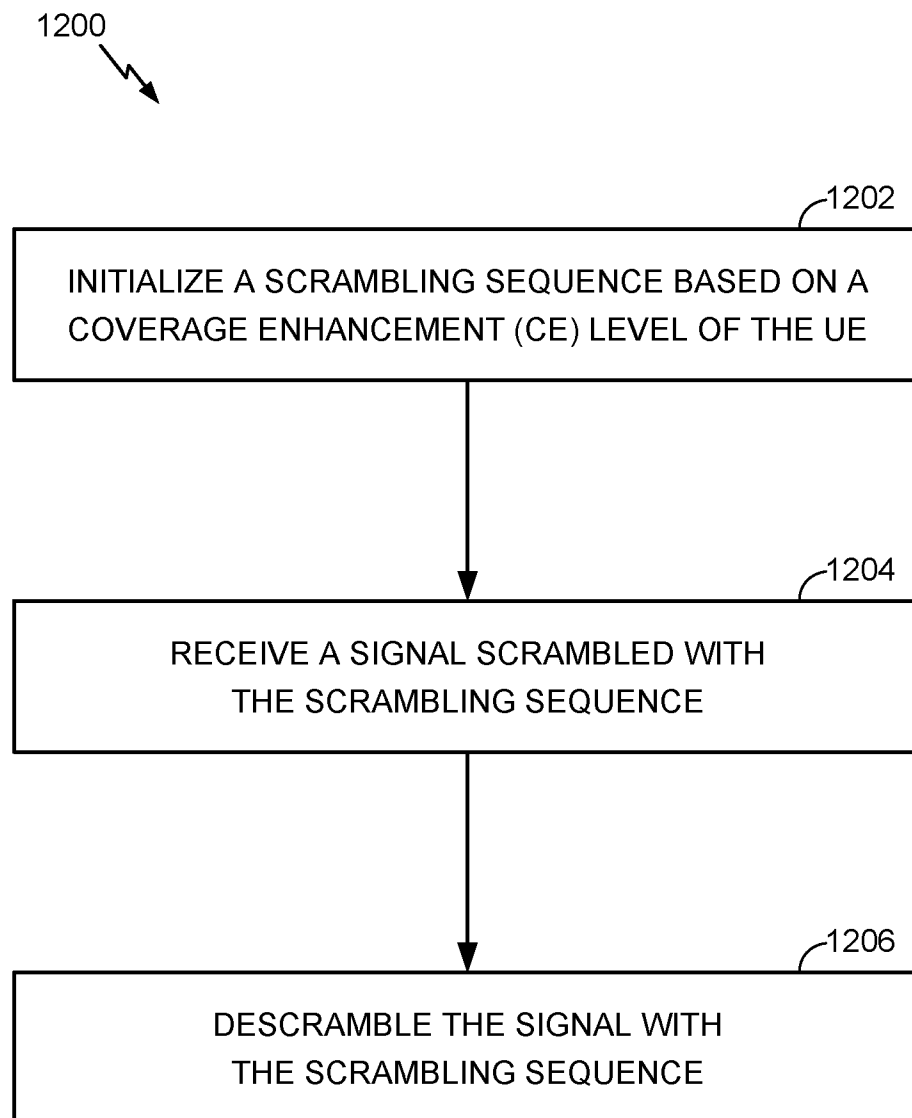 1200
1202
INITIALIZE A SCRAMBLING SEQUENCE BASED ON A
COVERAGE ENHANCEMENT (CE) LEVEL OF THE UE
1204
RECEIVE A SIGNAL SCRAMBLED WITH
THE SCRAMBLING SEQUENCE
1206
DESCRAMBLE THE SIGNAL WITH
THE SCRAMBLING SEQUENCE